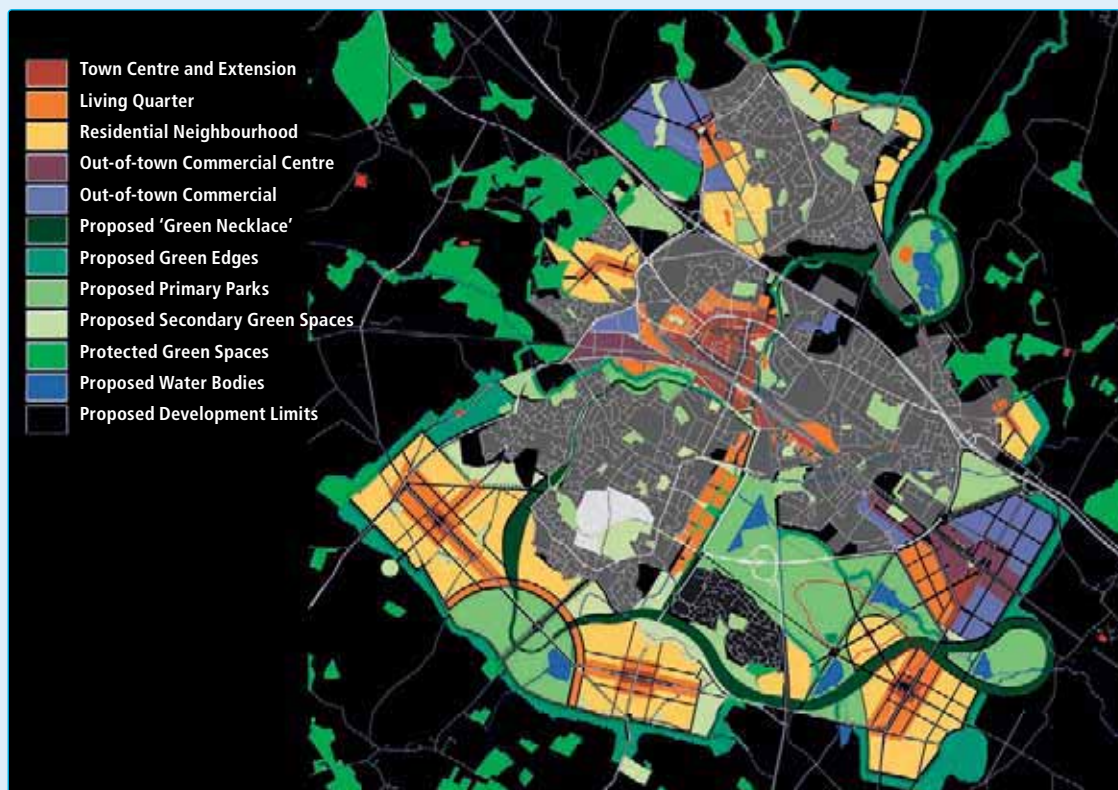 Town Centre and Extension
Living Quarter
Residential Neighbourhood
Out-of-town Commercial Centre
Out-of-town Commercial
Proposed ‘Green Necklace’
Proposed Green Edges
Proposed Primary Parks
Proposed Secondary Green Spaces
Protected Green Spaces
Proposed Water Bodies
Proposed Development Limits